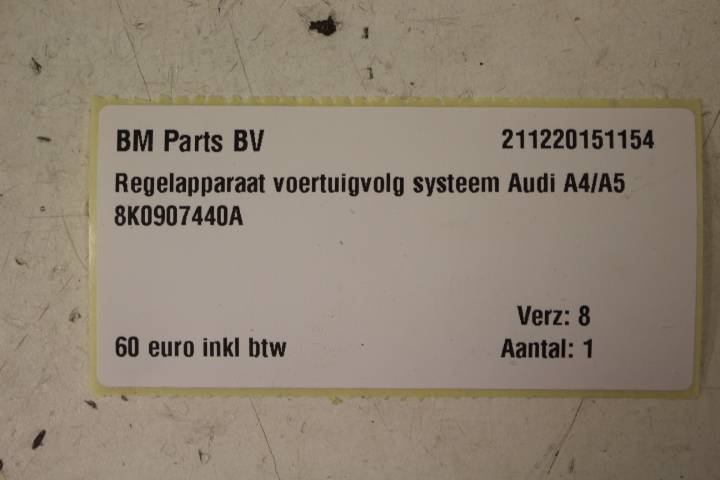 BM Parts BV 211220151154
Regelapparaat voertuigvolg systeem Audi A4/A5
8K0907440A
Verz: 8
60 euro inkl btw Aantal: 1